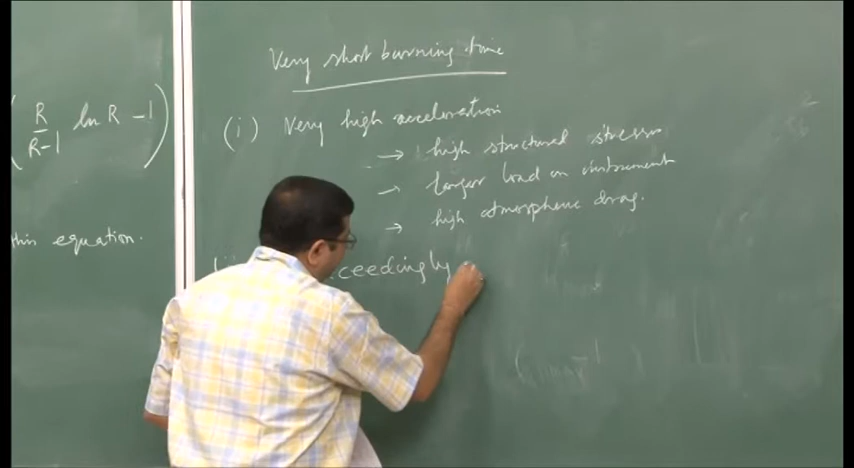 R
R-1 ln R -1
this equation.
Very short burning time
(i) Very high acceleration
→ high structural stresses
→ larger load on instrument
→ high atmospheric drag.
ceedingly